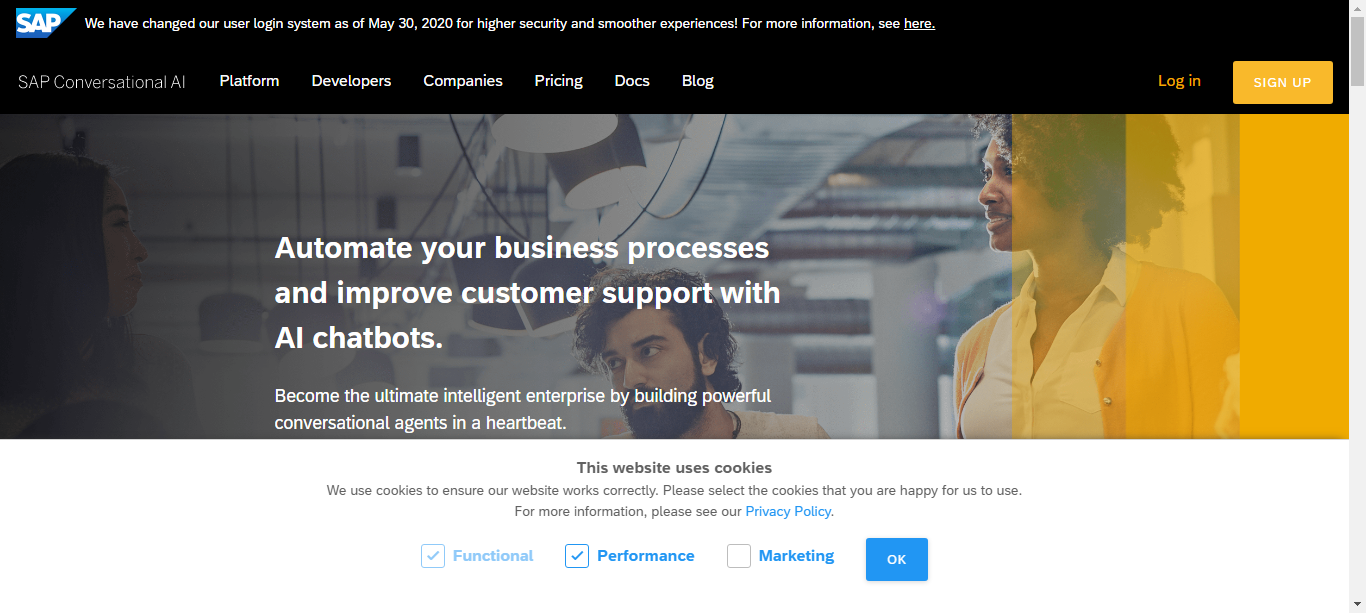 SAP
We have changed our user login system as of May 30, 2020 for higher security and smoother experiences! For more information, see here.
SAP Conversational AI Platform Developers Companies Pricing Docs Blog Log in SIGN UP
Automate your business processes
and improve customer support with
AI chatbots.
Become the ultimate intelligent enterprise by building powerful
conversational agents in a heartbeat.
This website uses cookies
We use cookies to ensure our website works correctly. Please select the cookies that you are happy for us to use.
For more information, please see our Privacy Policy.
Functional Performance Marketing OK